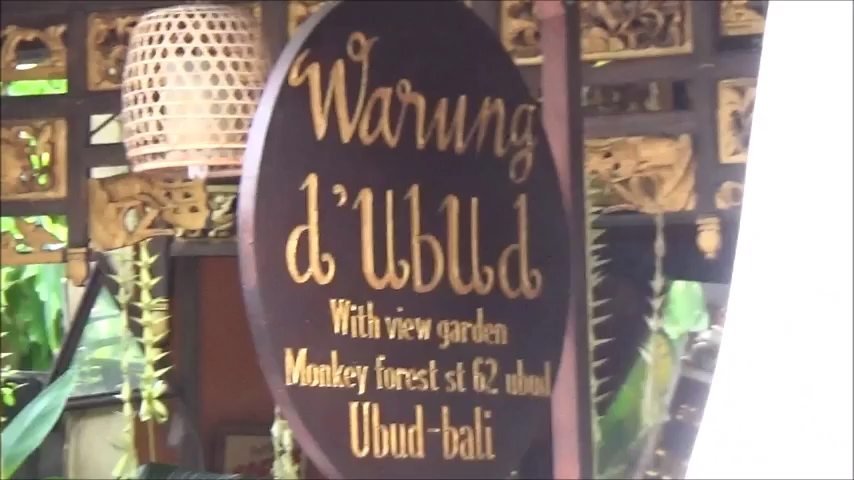 Warung
d'Ubud
With view garden
Monkey forest st 62 ubud
Ubud-bali